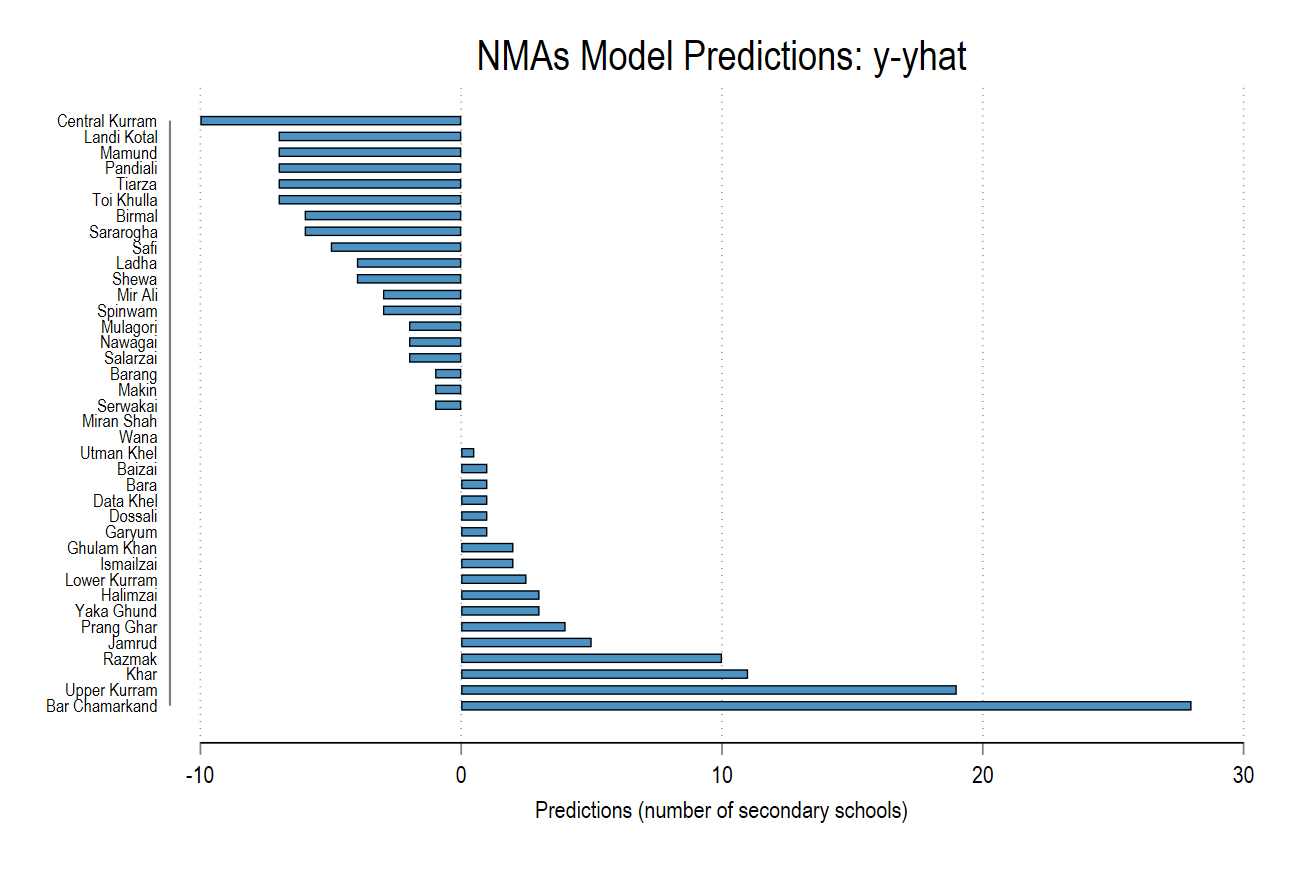 NMAs Model Predictions: y-yhat
Central Kurram
Landi Kotal
Mamund
Pandiali
Tiarza
Toi Khulla
Birmal
Sararogha
Safi
Ladha
Shewa
Mir Ali
Spinwam
Mulagori
Nawagai
Salarzai
Barang
Makin
Serwakai
Miran Shah
Wana
Utman Khel
Baizai
Bara
Data Khel
Dossali
Garyum
Ghulam Khan
Ismailzai
Lower Kurram
Halimzai
Yaka Ghund
Prang Ghar
Jamrud
Razmak
Khar
Upper Kurram
Bar Chamarkand
-10 0 10 20 30
Predictions (number of secondary schools)